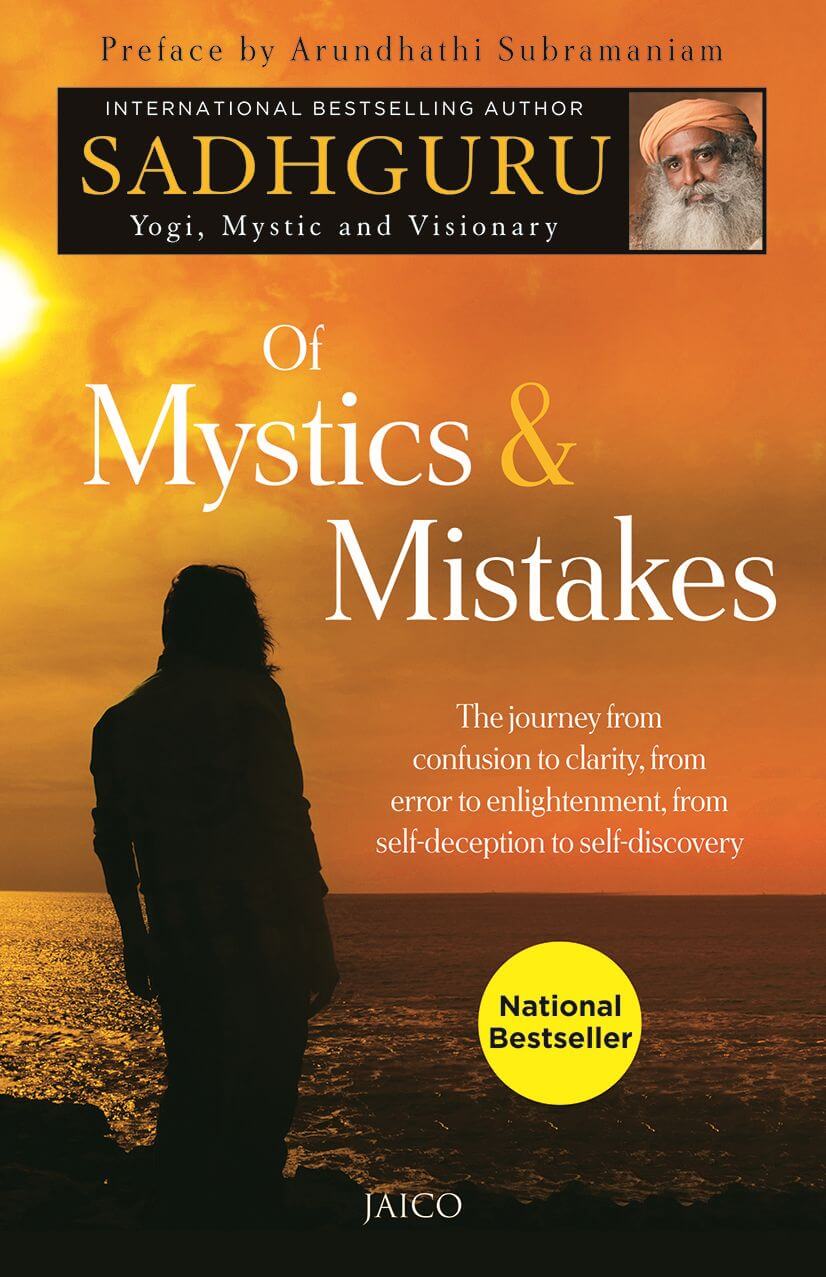 Preface by Arundhathi Subramaniam
INTERNATIONAL BESTSELLING AUTHOR
SADHGURU
Yogi, Mystic and Visionary
Of
Mystics &
Mistakes
The journey from
confusion to clarity, from
error to enlightenment, from
self-deception to self-discovery
National
Bestseller
JAICO